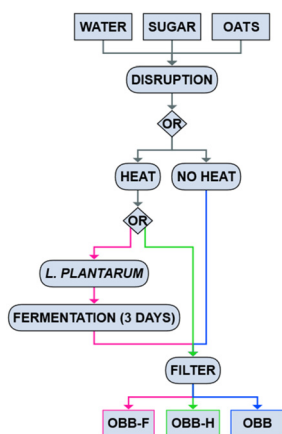 WATER SUGAR OATS
DISRUPTION
OR
HEAT NO HEAT
OR
L. PLANTARUM
FERMENTATION (3 DAYS)
FILTER
OBB-F OBB-H OBB